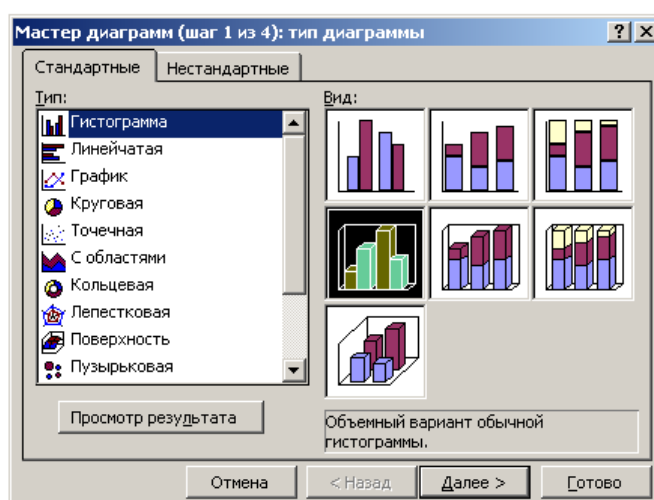 Мастер диаграмм (шаг 1 из 4): тип диаграммы
Стандартные
Нестандартные
Тип:
Гистограмма
Линейчатая
График
Круговая
Точечная
С областями
Кольцевая
Лепестковая
Поверхность
Пузырьковая
Вид:
Объемный вариант обычной
гистограммы.
Просмотр результата
Отмена
< Назад
Далее >
Готово